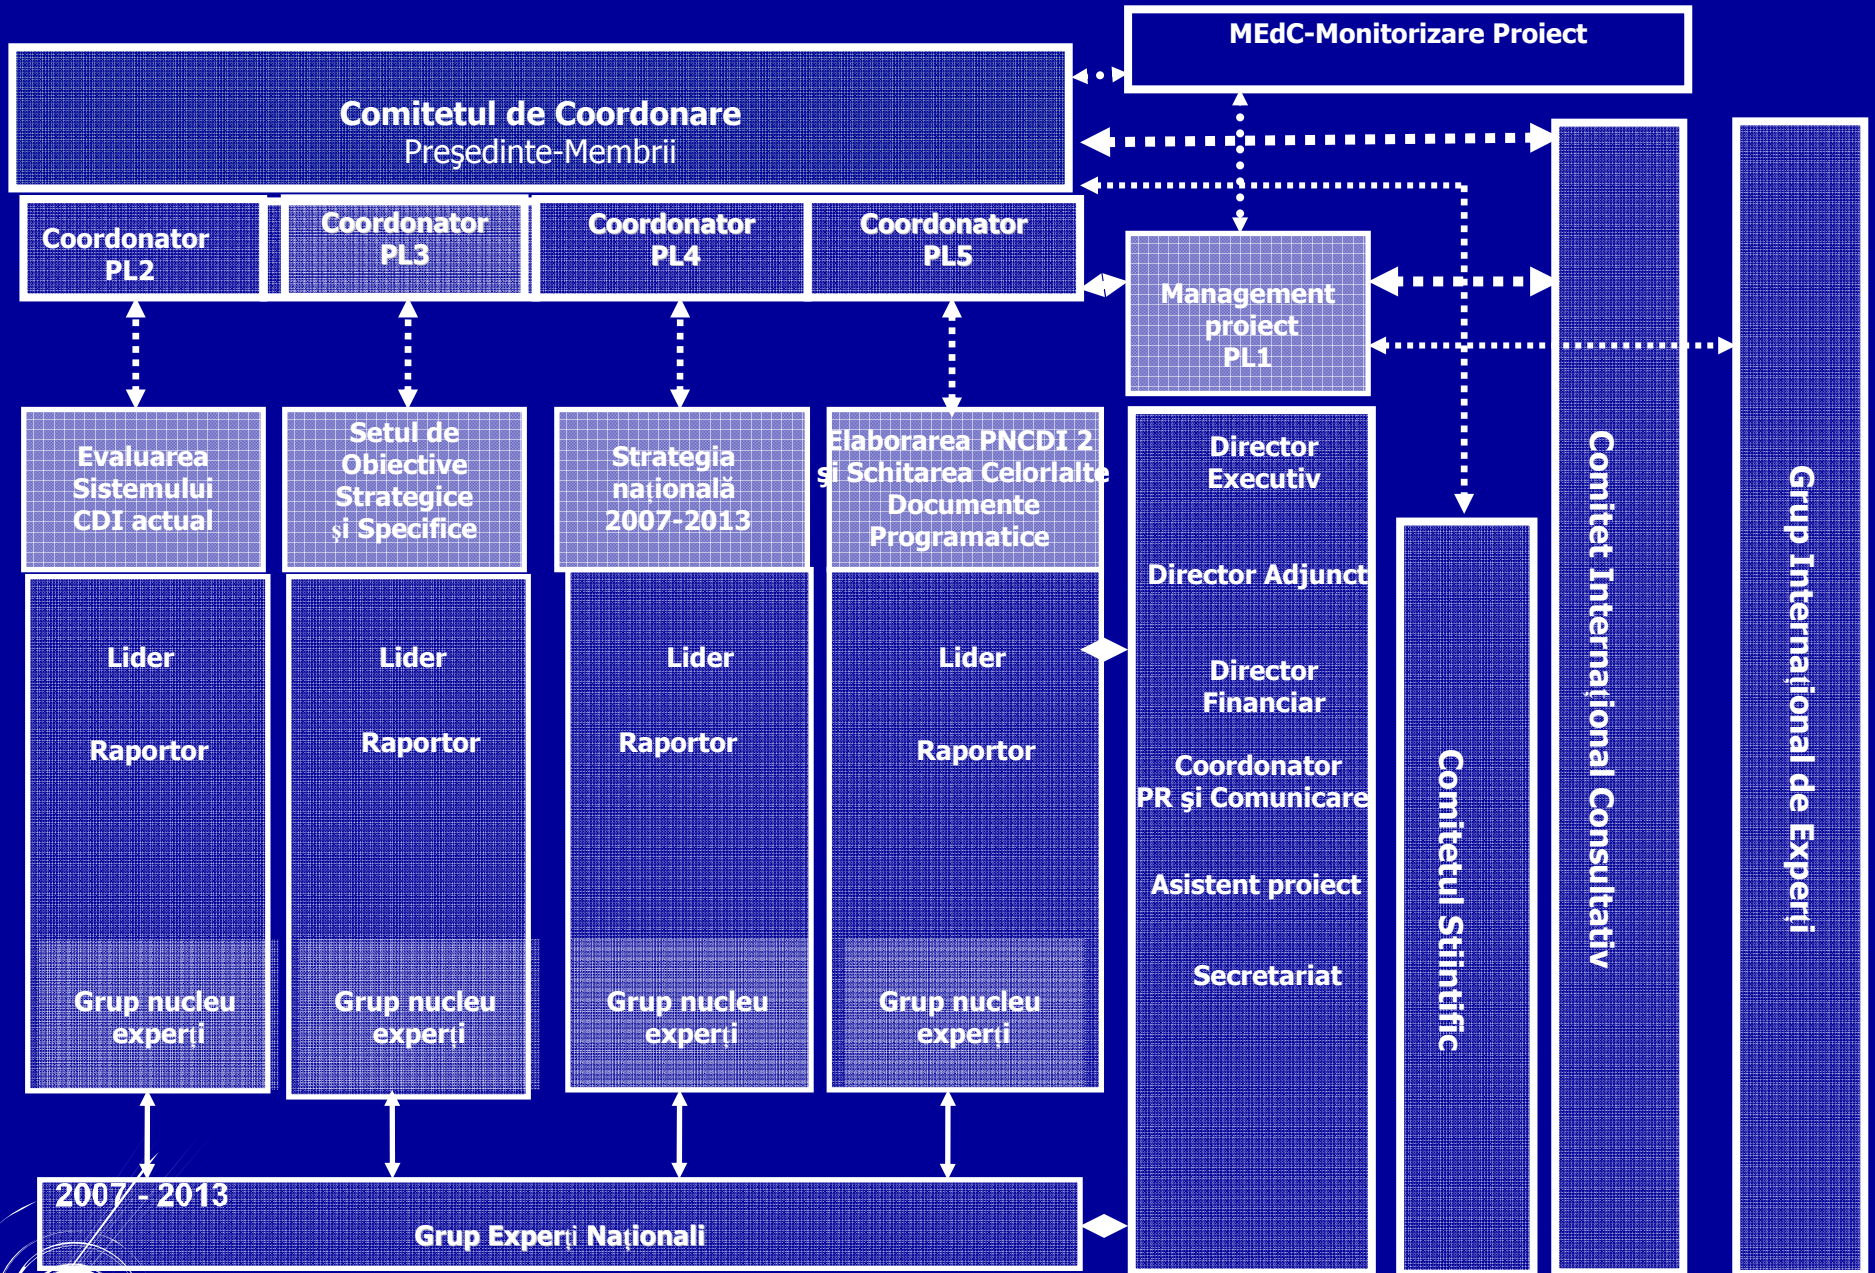 MEdC-Monitorizare Proiect
Comitetul de Coordonare
Preşedinte-Membrii
Coordonator
PL2
Coordonator
PL3
Coordonator
PL4
Coordonator
PL5
Management
proiect
PL1
Evaluarea
Sistemului
CDI actual
Setul de
Obiective
Strategice
şi Specifice
Strategia
naţională
2007-2013
Elaborarea PNCDI 2
şi Schitarea Celorlalte
Documente
Programatice
Lider
Raportor
Grup nucleu
experţi
Lider
Raportor
Grup nucleu
experţi
Lider
Raportor
Grup nucleu
experţi
Lider
Raportor
Grup nucleu
experţi
Director
Executiv
Director Adjunct
Director
Financiar
Coordonator
PR şi Comunicare
Asistent proiect
Secretariat
Comitetul Stiintific
Comitet Internaţional Consultativ
Grup Internaţional de Experţi
2007 - 2013
Grup Experţi Naţionali